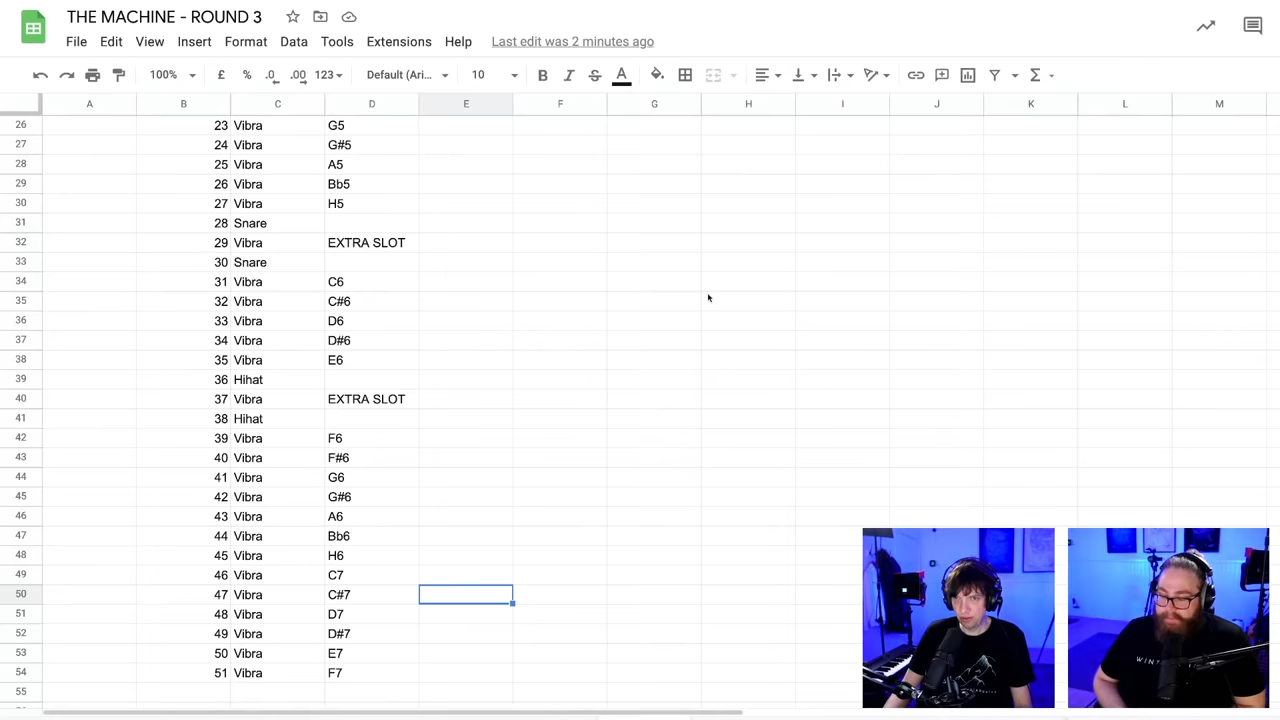 THE MACHINE - ROUND 3
File Edit View Insert Format Data Tools Extensions Help Last edit was 2 minutes ago
100% £ % .0 .00 123 Default (Ari... 10 B I S A Σ
A B C D E F G H I J K L M
26 23 Vibra G5
27 24 Vibra G#5
28 25 Vibra A5
29 26 Vibra Bb5
30 27 Vibra H5
31 28 Snare
32 29 Vibra EXTRA SLOT
33 30 Snare
34 31 Vibra C6
35 32 Vibra C#6
36 33 Vibra D6
37 34 Vibra D#6
38 35 Vibra E6
39 36 Hihat
40 37 Vibra EXTRA SLOT
41 38 Hihat
42 39 Vibra F6
43 40 Vibra F#6
44 41 Vibra G6
45 42 Vibra G#6
46 43 Vibra A6
47 44 Vibra Bb6
48 45 Vibra H6
49 46 Vibra C7
50 47 Vibra C#7
51 48 Vibra D7
52 49 Vibra D#7
53 50 Vibra E7
54 51 Vibra F7
55